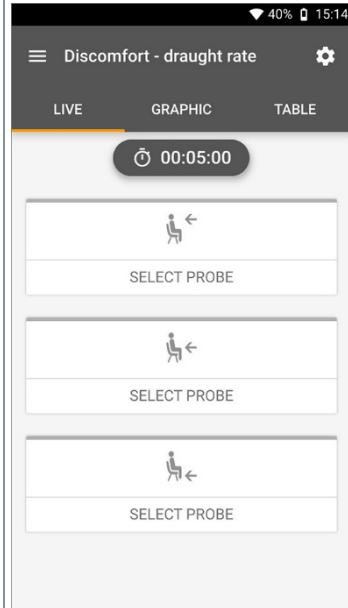 40% 15:14
Discomfort - draught rate
LIVE GRAPHIC TABLE
00:05:00
SELECT PROBE
SELECT PROBE
SELECT PROBE